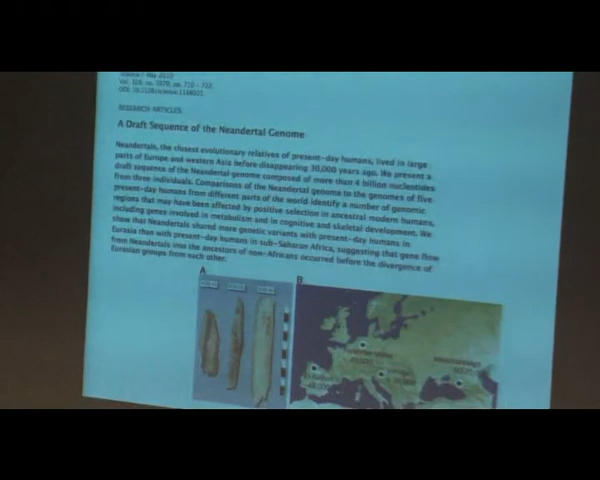 Science 7 May 2010
Vol. 328. no. 5979, pp. 710 - 722
DOI: 10.1126/science.1188021
RESEARCH ARTICLES
A Draft Sequence of the Neandertal Genome
Neandertals, the closest evolutionary relatives of present-day humans, lived in large
parts of Europe and western Asia before disappearing 30,000 years ago. We present a
draft sequence of the Neandertal genome composed of more than 4 billion nucleotides
from three individuals. Comparisons of the Neandertal genome to the genomes of five
present-day humans from different parts of the world identify a number of genomic
regions that may have been affected by positive selection in ancestral modern humans,
including genes involved in metabolism and in cognitive and skeletal development. We
show that Neandertals shared more genetic variants with present-day humans in
Eurasia than with present-day humans in sub-Saharan Africa, suggesting that gene flow
from Neandertals into the ancestors of non-Africans occurred before the divergence of
Eurasian groups from each other.
A
B